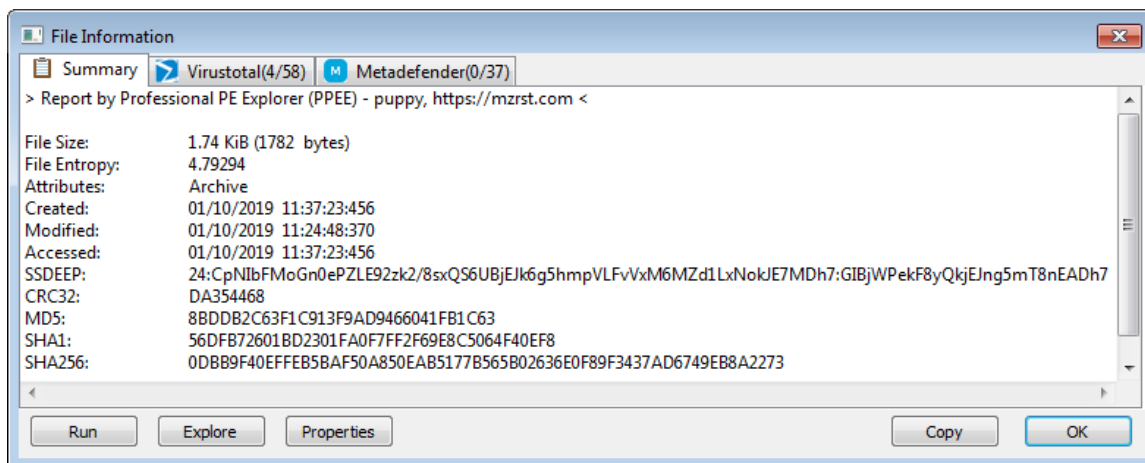 File Information
Summary Virustotal(4/58) M Metadefender(0/37)
> Report by Professional PE Explorer (PPEE) - puppy, https://mzrst.com <
File Size: 1.74 KiB (1782 bytes)
File Entropy: 4.79294
Attributes: Archive
Created: 01/10/2019 11:37:23:456
Modified: 01/10/2019 11:24:48:370
Accessed: 01/10/2019 11:37:23:456
SSDEEP: 24:CpNIbFMoGn0ePZLE92zk2/8sxQS6UBjEJk6g5hmpVLFvVxM6MZd1LxNokJE7MDh7:GIBjWPekF8yQkjEJng5mT8nEADh7
CRC32: DA354468
MD5: 8BDDB2C63F1C913F9AD9466041FB1C63
SHA1: 56DFB72601BD2301FA0F7FF2F69E8C5064F40EF8
SHA256: 0DBB9F40EFFEB5BAF50A850EAB5177B565B02636E0F89F3437AD6749EB8A2273
Run Explore Properties Copy OK